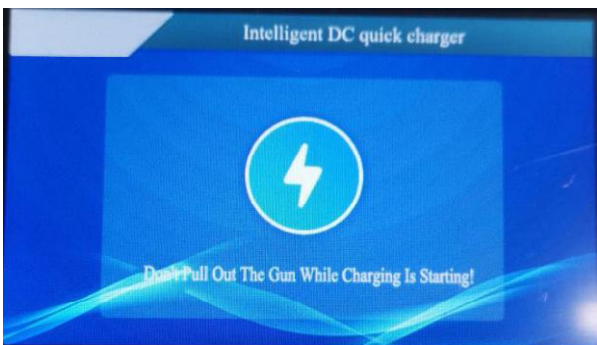 Intelligent DC quick charger
Don't Pull Out The Gun While Charging Is Starting!